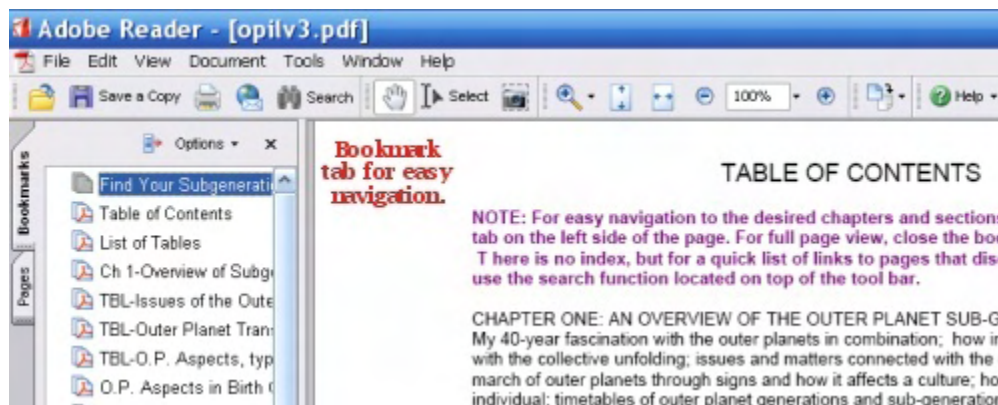 Adobe Reader - [opilv3.pdf]
File Edit View Document Tools Window Help
Save a Copy Search Select 100% Help
Options x
Bookmarks
Pages
Find Your Subgenerati
Table of Contents
List of Tables
Ch 1-Overview of Subg
TBL-Issues of the Oute
TBL-Outer Planet Tran
TBL-O.P. Aspects, typ
O.P. Aspects in Birth
Bookmark
tab for easy
navigation.
TABLE OF CONTENTS
NOTE: For easy navigation to the desired chapters and sections
tab on the left side of the page. For full page view, close the boo
T here is no index, but for a quick list of links to pages that dis
use the search function located on top of the tool bar.
CHAPTER ONE: AN OVERVIEW OF THE OUTER PLANET SUB-G
My 40-year fascination with the outer planets in combination; how i
with the collective unfolding; issues and matters connected with the
march of outer planets through signs and how it affects a culture; ho
individual; timetables of outer planet generations and sub-generation